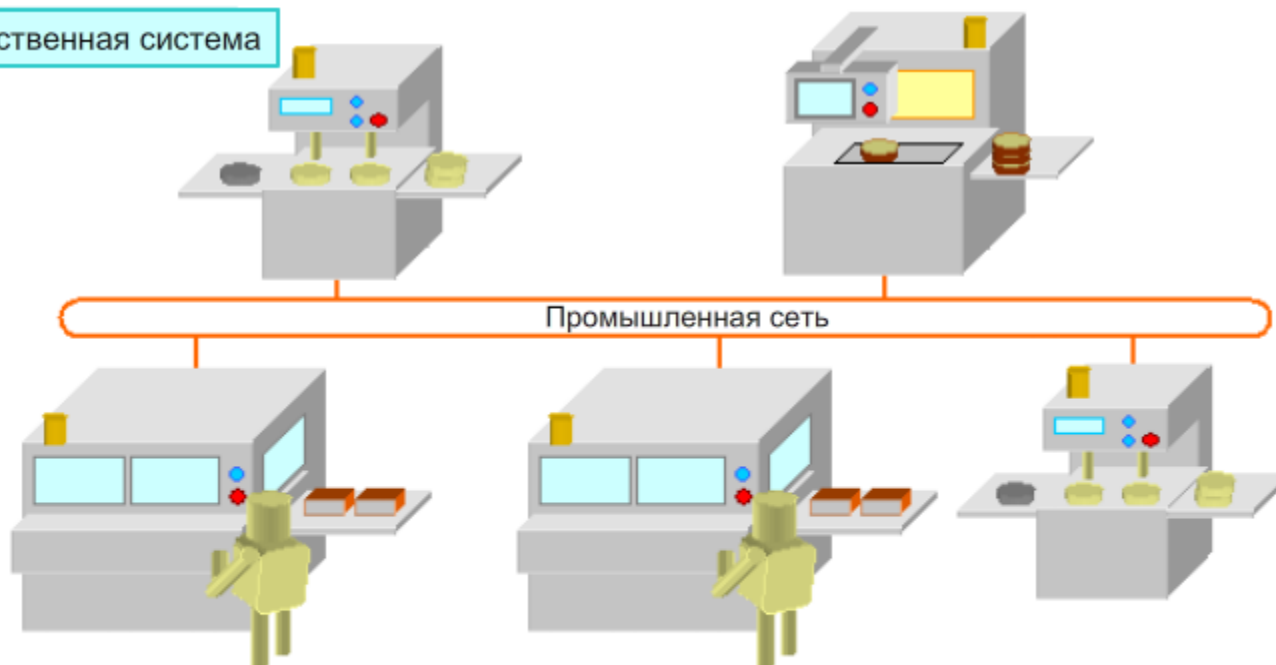 ственная система
Промышленная сеть